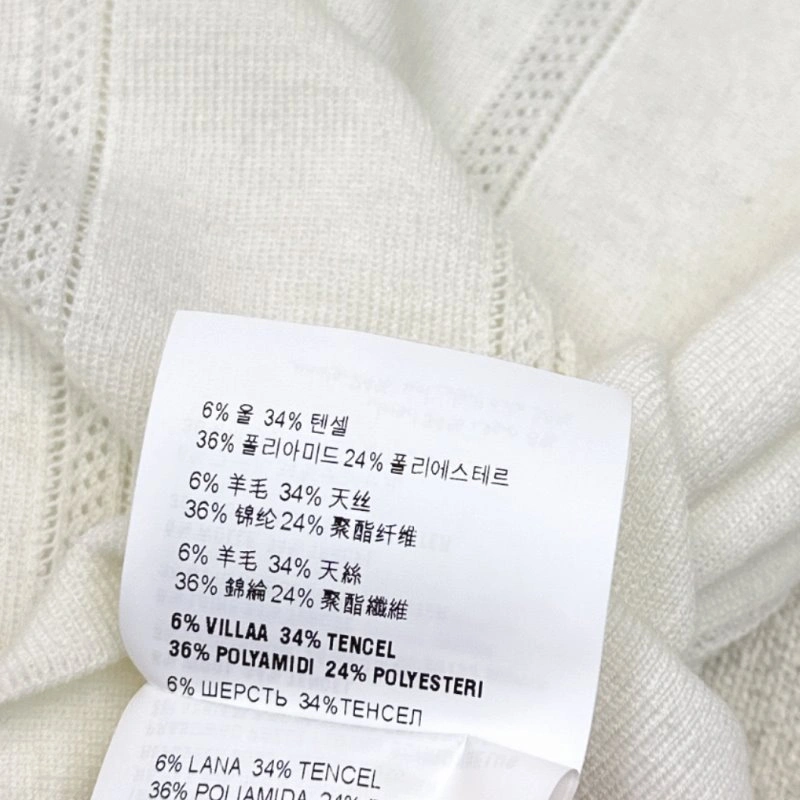 6% 울 34% 텐셀
36% 폴리아미드 24% 폴리에스테르
6% 羊毛 34% 天丝
36% 锦纶 24% 聚酯纤维
6% 羊毛 34% 天絲
36% 錦綸 24% 聚酯纖維
6% VILLAA 34% TENCEL
36% POLYAMIDI 24% POLYESTERI
6% ШЕРСТЬ 34%ТЕНСЕЛ
6% LANA 34% TENCEL
36% POLIAMIDA 24%